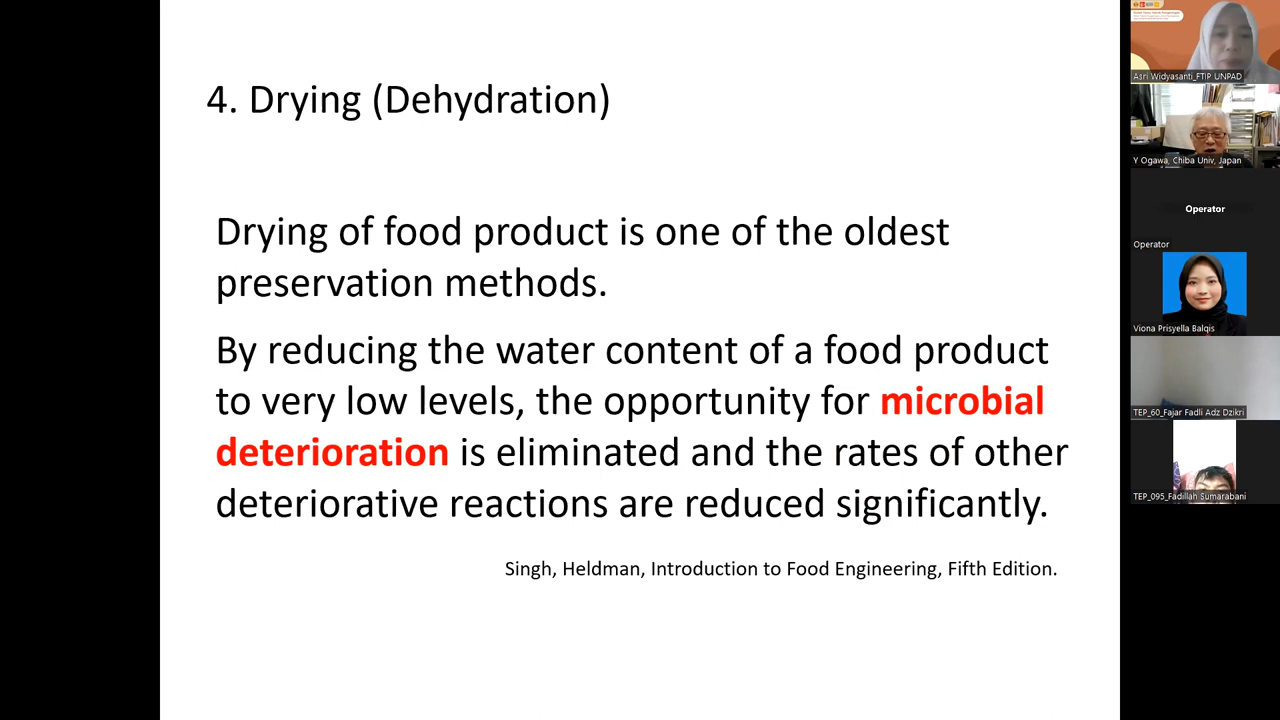 4. Drying (Dehydration)
Drying of food product is one of the oldest
preservation methods.
By reducing the water content of a food product
to very low levels, the opportunity for microbial
deterioration is eliminated and the rates of other
deteriorative reactions are reduced significantly.
Singh, Heldman, Introduction to Food Engineering, Fifth Edition.
Asri Widyasanti_FTIP UNPAD
Y Ogawa, Chiba Univ, Japan
Operator
Operator
Viona Prisyella Balqis
TEP_60_Fajar Fadli Adz Dzikri
TEP_095_Fadillah Sumarabani